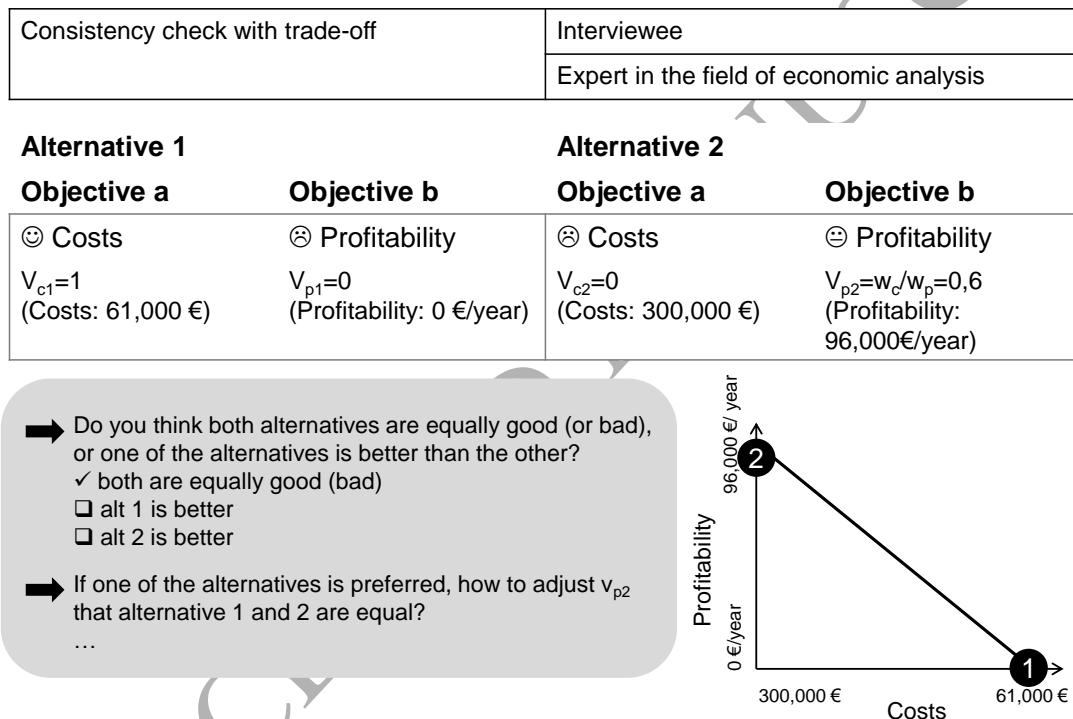 Consistency check with trade-off
Interviewee
Expert in the field of economic analysis
Alternative 1
Alternative 2
Objective a
Objective b
Objective a
Objective b
☺ Costs
☹ Profitability
☹ Costs
😐 Profitability
Vc1=1
(Costs: 61,000 €)
Vp1=0
(Profitability: 0 €/year)
Vc2=0
(Costs: 300,000 €)
Vp2=wc/wp=0,6
(Profitability:
96,000€/year)
➡ Do you think both alternatives are equally good (or bad),
or one of the alternatives is better than the other?
✓ both are equally good (bad)
❑ alt 1 is better
❑ alt 2 is better
➡ If one of the alternatives is preferred, how to adjust vp2
that alternative 1 and 2 are equal?
…
96,000 €/ year
2
Profitability
0 €/year
1
300,000 €
61,000 €
Costs